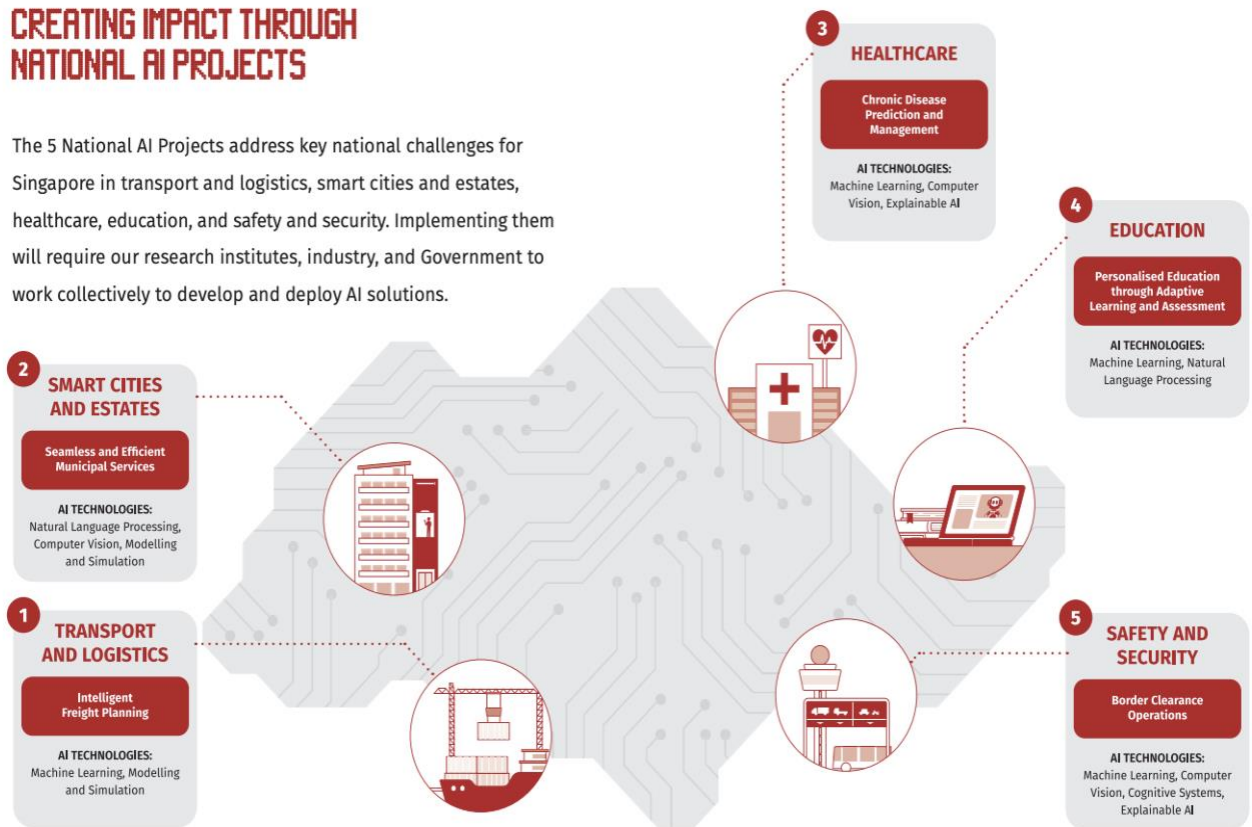 CREATING IMPACT THROUGH
NATIONAL AI PROJECTS
The 5 National AI Projects address key national challenges for
Singapore in transport and logistics, smart cities and estates,
healthcare, education, and safety and security. Implementing them
will require our research institutes, industry, and Government to
work collectively to develop and deploy AI solutions.
1
TRANSPORT
AND LOGISTICS
Intelligent
Freight Planning
AI TECHNOLOGIES:
Machine Learning, Modelling
and Simulation
2
SMART CITIES
AND ESTATES
Seamless and Efficient
Municipal Services
AI TECHNOLOGIES:
Natural Language Processing,
Computer Vision, Modelling
and Simulation
3
HEALTHCARE
Chronic Disease
Prediction and
Management
AI TECHNOLOGIES:
Machine Learning, Computer
Vision, Explainable AI
4
EDUCATION
Personalised Education
through Adaptive
Learning and Assessment
AI TECHNOLOGIES:
Machine Learning, Natural
Language Processing
5
SAFETY AND
SECURITY
Border Clearance
Operations
AI TECHNOLOGIES:
Machine Learning, Computer
Vision, Cognitive Systems,
Explainable AI